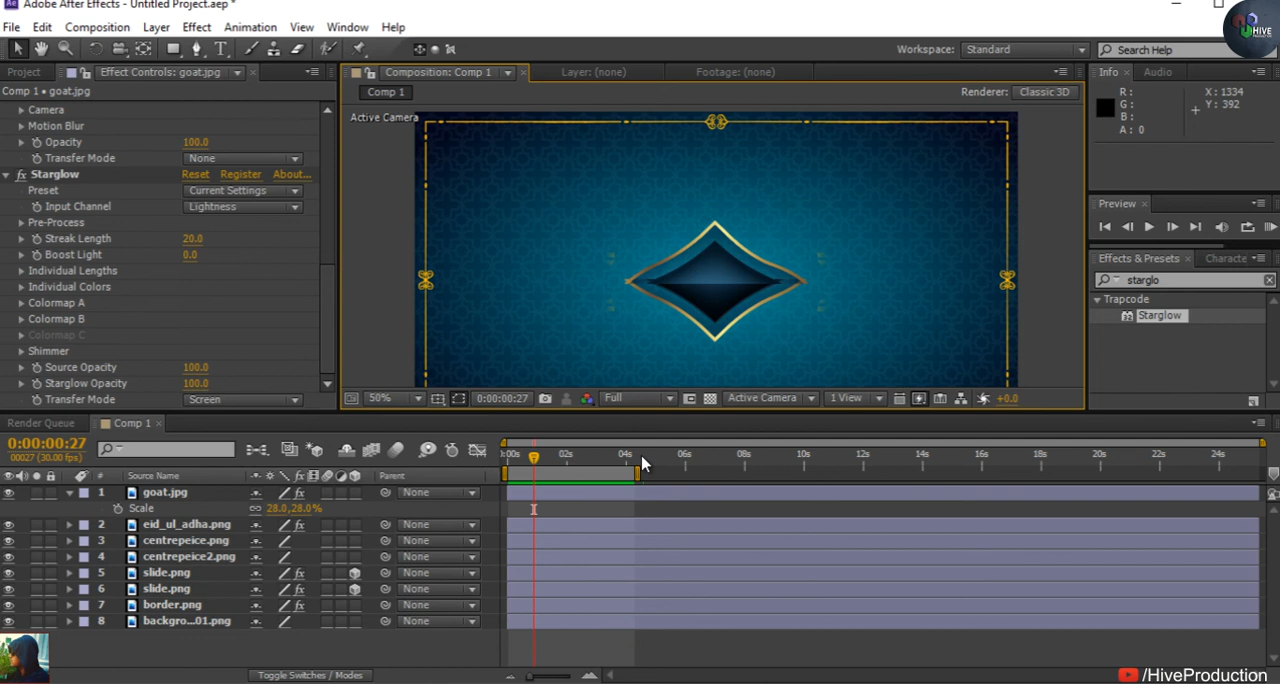 Adobe After Effects - Untitled Project.aep *
File Edit Composition Layer Effect Animation View Window Help
Workspace: Standard Search Help
HIVE
Project Effect Controls: goat.jpg Composition: Comp 1 Layer: (none) Footage: (none) Info Audio
Comp 1 • goat.jpg Comp 1 Renderer: Classic 3D
R: X: 1334
G: Y: 392
B:
A: 0
Camera
Motion Blur
Opacity 100.0
Transfer Mode None
Starglow Reset Register About...
Preset Current Settings
Input Channel Lightness
Pre-Process
Streak Length 20.0
Boost Light 0.0
Individual Lengths
Individual Colors
Colormap A
Colormap B
Colormap C
Shimmer
Source Opacity 100.0
Starglow Opacity 100.0
Transfer Mode Screen
Active Camera
50% 0:00:00:27 Full Active Camera 1 View +0.0
Preview
Effects & Presets Characte
starglo
Trapcode
Starglow
Render Queue Comp 1
0:00:00:27
00027 (30.00 fps)
1:00s 02s 04s 06s 08s 10s 12s 14s 16s 18s 20s 22s 24s
# Source Name Parent
1 goat.jpg None
Scale 28.0,28.0%
2 eid_ul_adha.png None
3 centrepeice.png None
4 centrepeice2.png None
5 slide.png None
6 slide.png None
7 border.png None
8 backgro...01.png None
Toggle Switches / Modes
/HiveProduction